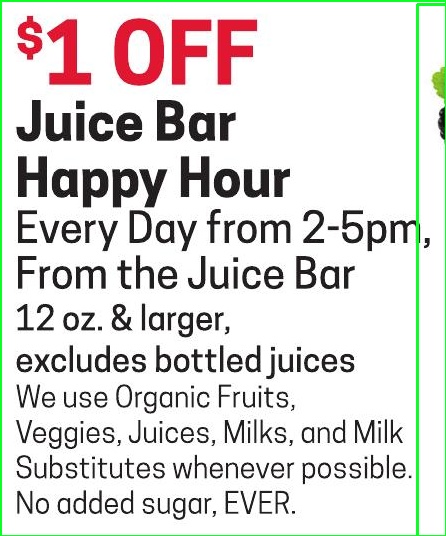 $1 OFF
Juice Bar
Happy Hour
Every Day from 2-5pm,
From the Juice Bar
12 oz. & larger,
excludes bottled juices
We use Organic Fruits,
Veggies, Juices, Milks, and Milk
Substitutes whenever possible.
No added sugar, EVER.